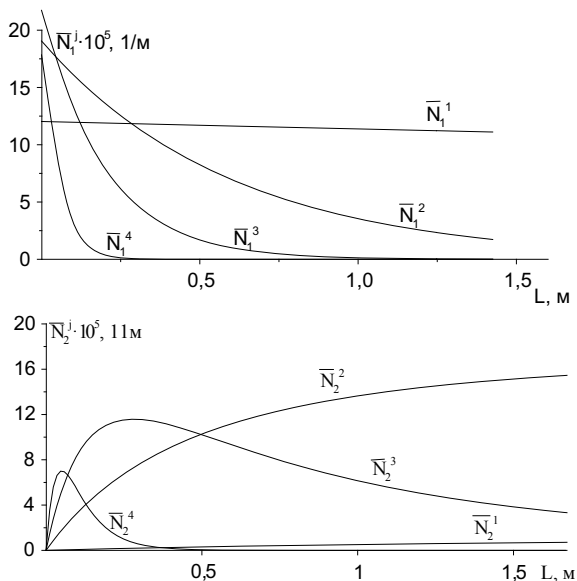 20
15
10
5
0
N̅₁ʲ·10⁵, 1/м
N̅₁¹
N̅₁²
N̅₁³
N̅₁⁴
0,5
1,0
1,5
L, м
20
16
12
8
4
0
N̅₂ʲ·10⁵, 11м
N̅₂²
N̅₂³
N̅₂⁴
N̅₂¹
0,5
1
1,5
L, м